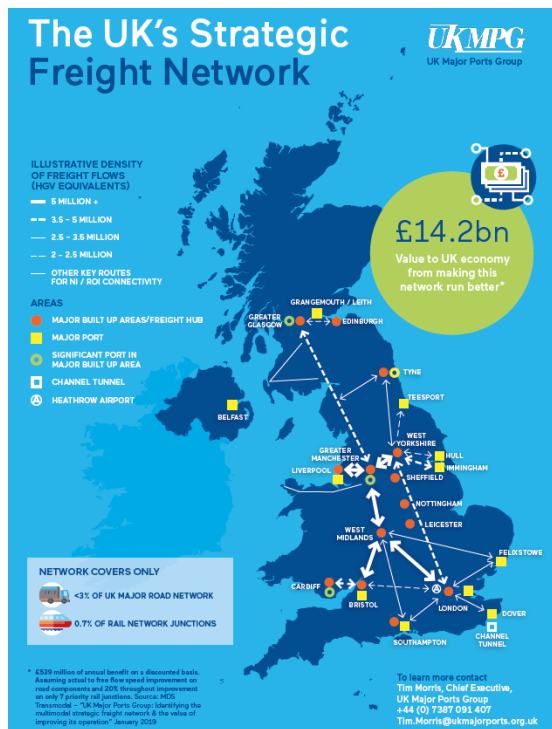 The UK's Strategic
Freight Network
UKMPG
UK Major Ports Group
ILLUSTRATIVE DENSITY
OF FREIGHT FLOWS
(HGV EQUIVALENTS)
5 MILLION +
3.5 – 5 MILLION
2.5 – 3.5 MILLION
2 – 2.5 MILLION
OTHER KEY ROUTES
FOR NI / ROI CONNECTIVITY
AREAS
MAJOR BUILT UP AREAS/FREIGHT HUB
MAJOR PORT
SIGNIFICANT PORT IN
MAJOR BUILT UP AREA
CHANNEL TUNNEL
HEATHROW AIRPORT
£
£14.2bn
Value to UK economy
from making this
network run better*
GRANGEMOUTH / LEITH
GREATER
GLASGOW
EDINBURGH
TYNE
TEESPORT
BELFAST
WEST
YORKSHIRE
GREATER
MANCHESTER
HULL
IMMINGHAM
LIVERPOOL
SHEFFIELD
NOTTINGHAM
LEICESTER
WEST
MIDLANDS
FELIXSTOWE
CARDIFF
BRISTOL
LONDON
DOVER
CHANNEL
TUNNEL
SOUTHAMPTON
NETWORK COVERS ONLY
<3% OF UK MAJOR ROAD NETWORK
0.7% OF RAIL NETWORK JUNCTIONS
* £539 million of annual benefit on a discounted basis.
Assuming actual to free flow speed improvement on
road components and 20% throughout improvement
on only 7 priority rail junctions. Source: MDS
Transmodal – "UK Major Ports Group: Identifying the
multimodal strategic freight network & the value of
improving its operation" January 2019
To learn more contact
Tim Morris, Chief Executive,
UK Major Ports Group
+44 (0) 7387 091 407
Tim.Morris@ukmajorports.org.uk